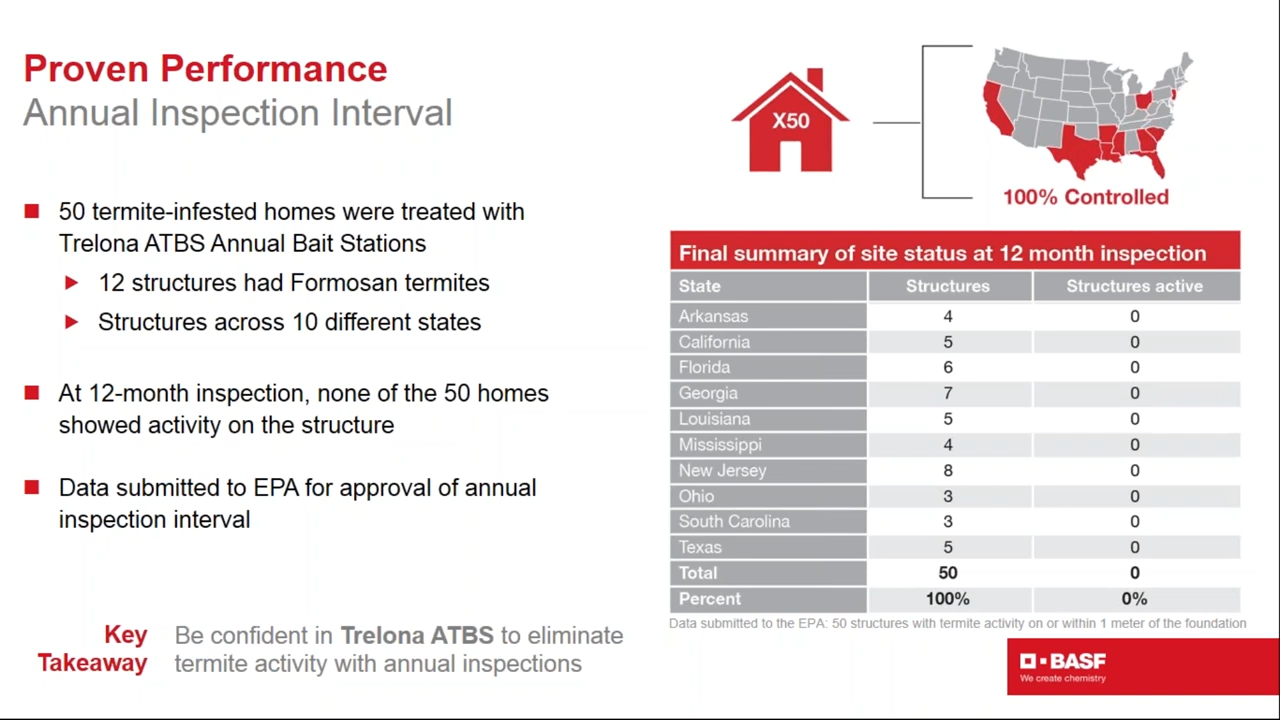 Proven Performance
Annual Inspection Interval
50 termite-infested homes were treated with
Trelona ATBS Annual Bait Stations
12 structures had Formosan termites
Structures across 10 different states
At 12-month inspection, none of the 50 homes
showed activity on the structure
Data submitted to EPA for approval of annual
inspection interval
Key Takeaway
Be confident in Trelona ATBS to eliminate
termite activity with annual inspections
X50
100% Controlled
Final summary of site status at 12 month inspection
State Structures Structures active
Arkansas 4 0
California 5 0
Florida 6 0
Georgia 7 0
Louisiana 5 0
Mississippi 4 0
New Jersey 8 0
Ohio 3 0
South Carolina 3 0
Texas 5 0
Total 50 0
Percent 100% 0%
Data submitted to the EPA: 50 structures with termite activity on or within 1 meter of the foundation
BASF
We create chemistry